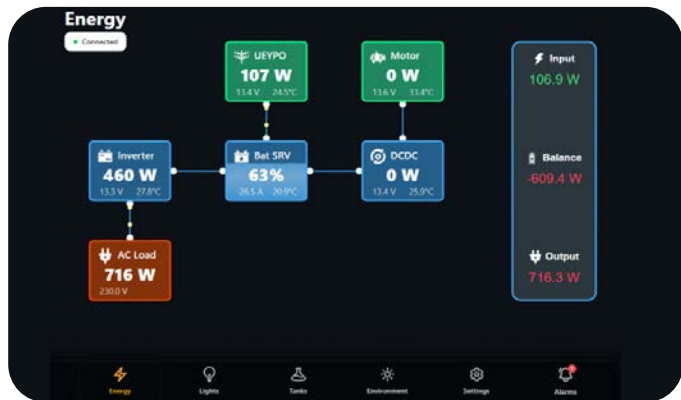 Energy
Connected
UEYPO
107 W
13.4 V 24.5°C
Motor
0 W
13.6 V 33.4°C
Input
106.9 W
Inverter
460 W
13.3 V 27.8°C
Bat SRV
63%
-26.5 A 20.9°C
DCDC
0 W
13.4 V 25.9°C
Balance
-609.4 W
AC Load
716 W
230.0 V
Output
716.3 W
Energy
Lights
Tanks
Environment
Settings
Alarms